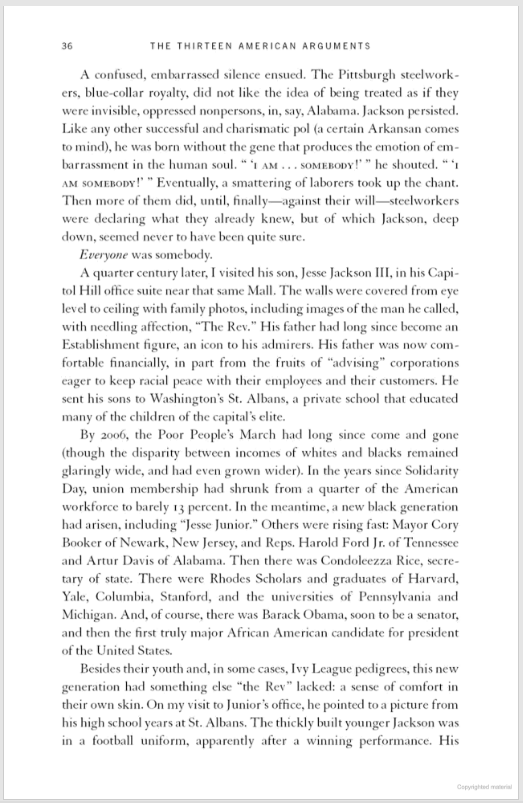 36 THE THIRTEEN AMERICAN ARGUMENTS
A confused, embarrassed silence ensued. The Pittsburgh steelwork-
ers, blue-collar royalty, did not like the idea of being treated as if they
were invisible, oppressed nonpersons, in, say, Alabama. Jackson persisted.
Like any other successful and charismatic pol (a certain Arkansan comes
to mind), he was born without the gene that produces the emotion of em-
barrassment in the human soul. “ ‘I AM . . . SOMEBODY!’ ” he shouted. “ ‘I
AM SOMEBODY!’ ” Eventually, a smattering of laborers took up the chant.
Then more of them did, until, finally—against their will—steelworkers
were declaring what they already knew, but of which Jackson, deep
down, seemed never to have been quite sure.
Everyone was somebody.
A quarter century later, I visited his son, Jesse Jackson III, in his Capi-
tol Hill office suite near that same Mall. The walls were covered from eye
level to ceiling with family photos, including images of the man he called,
with needling affection, “The Rev.” His father had long since become an
Establishment figure, an icon to his admirers. His father was now com-
fortable financially, in part from the fruits of “advising” corporations
eager to keep racial peace with their employees and their customers. He
sent his sons to Washington’s St. Albans, a private school that educated
many of the children of the capital’s elite.
By 2006, the Poor People’s March had long since come and gone
(though the disparity between incomes of whites and blacks remained
glaringly wide, and had even grown wider). In the years since Solidarity
Day, union membership had shrunk from a quarter of the American
workforce to barely 13 percent. In the meantime, a new black generation
had arisen, including “Jesse Junior.” Others were rising fast: Mayor Cory
Booker of Newark, New Jersey, and Reps. Harold Ford Jr. of Tennessee
and Artur Davis of Alabama. Then there was Condoleezza Rice, secre-
tary of state. There were Rhodes Scholars and graduates of Harvard,
Yale, Columbia, Stanford, and the universities of Pennsylvania and
Michigan. And, of course, there was Barack Obama, soon to be a senator,
and then the first truly major African American candidate for president
of the United States.
Besides their youth and, in some cases, Ivy League pedigrees, this new
generation had something else “the Rev” lacked: a sense of comfort in
their own skin. On my visit to Junior’s office, he pointed to a picture from
his high school years at St. Albans. The thickly built younger Jackson was
in a football uniform, apparently after a winning performance. His
Copyrighted material